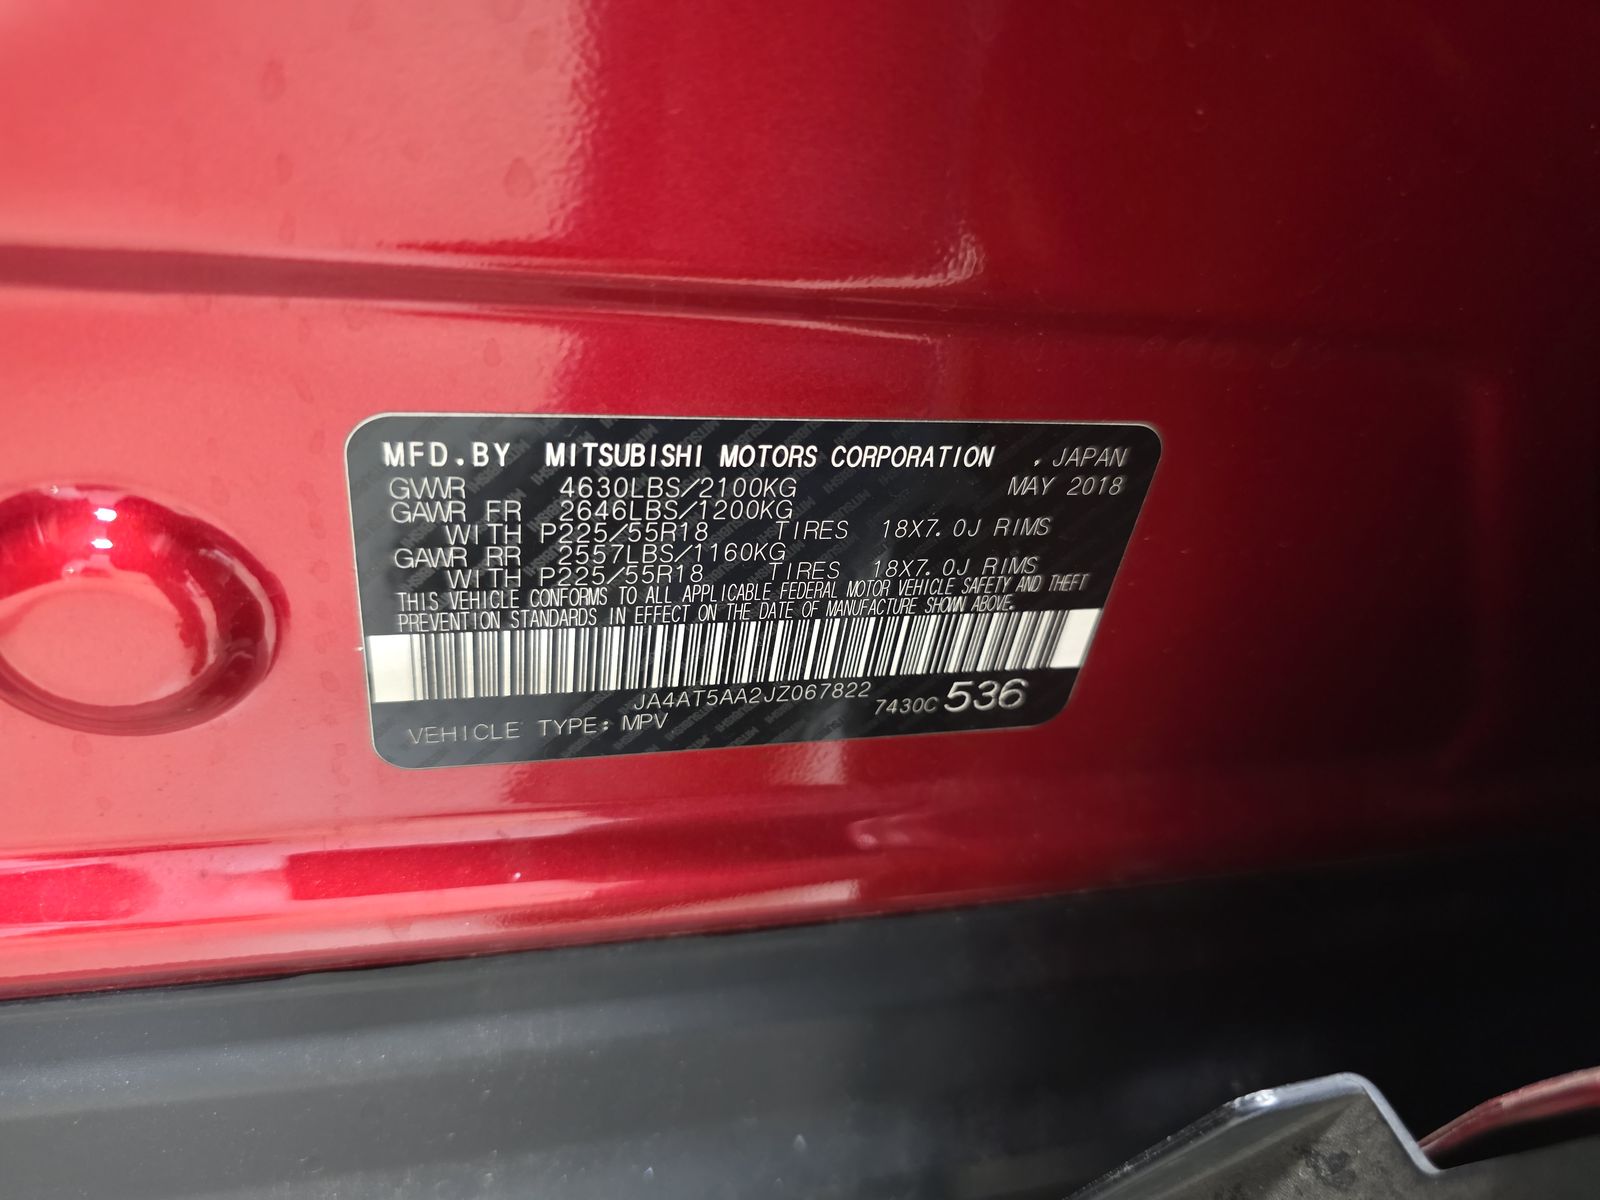 MFD.BY MITSUBISHI MOTORS CORPORATION , JAPAN
GVWR 4630LBS/2100KG MAY 2018
GAWR FR 2646LBS/1200KG
WITH P225/55R18 TIRES 18X7.0J RIMS
GAWR RR 2557LBS/1160KG
WITH P225/55R18 TIRES 18X7.0J RIMS
THIS VEHICLE CONFORMS TO ALL APPLICABLE FEDERAL MOTOR VEHICLE SAFETY AND THEFT
PREVENTION STANDARDS IN EFFECT ON THE DATE OF MANUFACTURE SHOWN ABOVE.
JA4AT5AA2JZ067822 7430C 536
VEHICLE TYPE: MPV